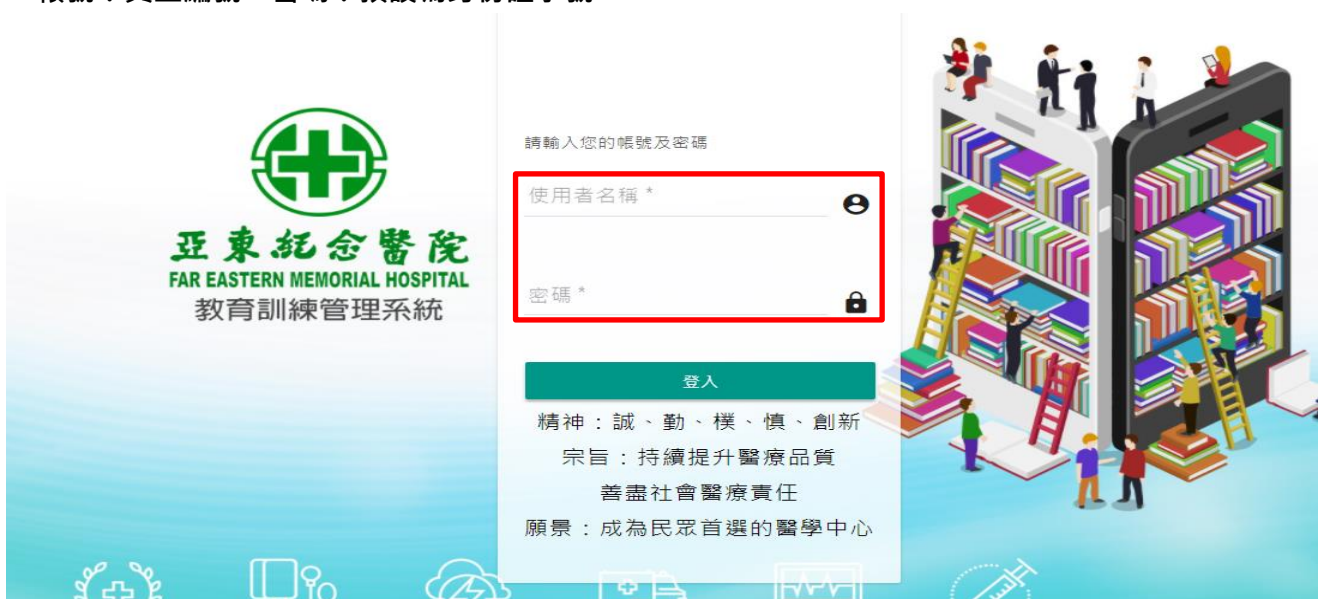 亞東紀念醫院
FAR EASTERN MEMORIAL HOSPITAL
教育訓練管理系統
請輸入您的帳號及密碼
使用者名稱 *
密碼 *
登入
精神：誠、勤、樸、慎、創新
宗旨：持續提升醫療品質
善盡社會醫療責任
願景：成為民眾首選的醫學中心